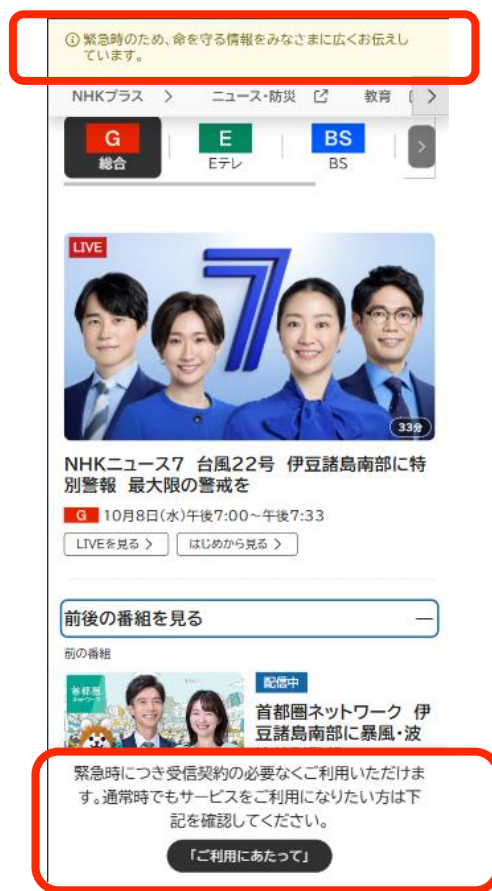 緊急時のため、命を守る情報をみなさまに広くお伝えし
ています。
NHKプラス
ニュース・防災
教育
G
総合
E
Eテレ
BS
BS
LIVE
7
33分
NHKニュース7 台風22号 伊豆諸島南部に特
別警報 最大限の警戒を
G 10月8日(水)午後7:00~午後7:33
LIVEを見る
はじめから見る
前後の番組を見る
前の番組
首都圏
配信中
首都圏ネットワーク 伊
豆諸島南部に暴風・波
緊急時につき受信契約の必要なくご利用いただけま
す。通常時でもサービスをご利用になりたい方は下
記を確認してください。
「ご利用にあたって」